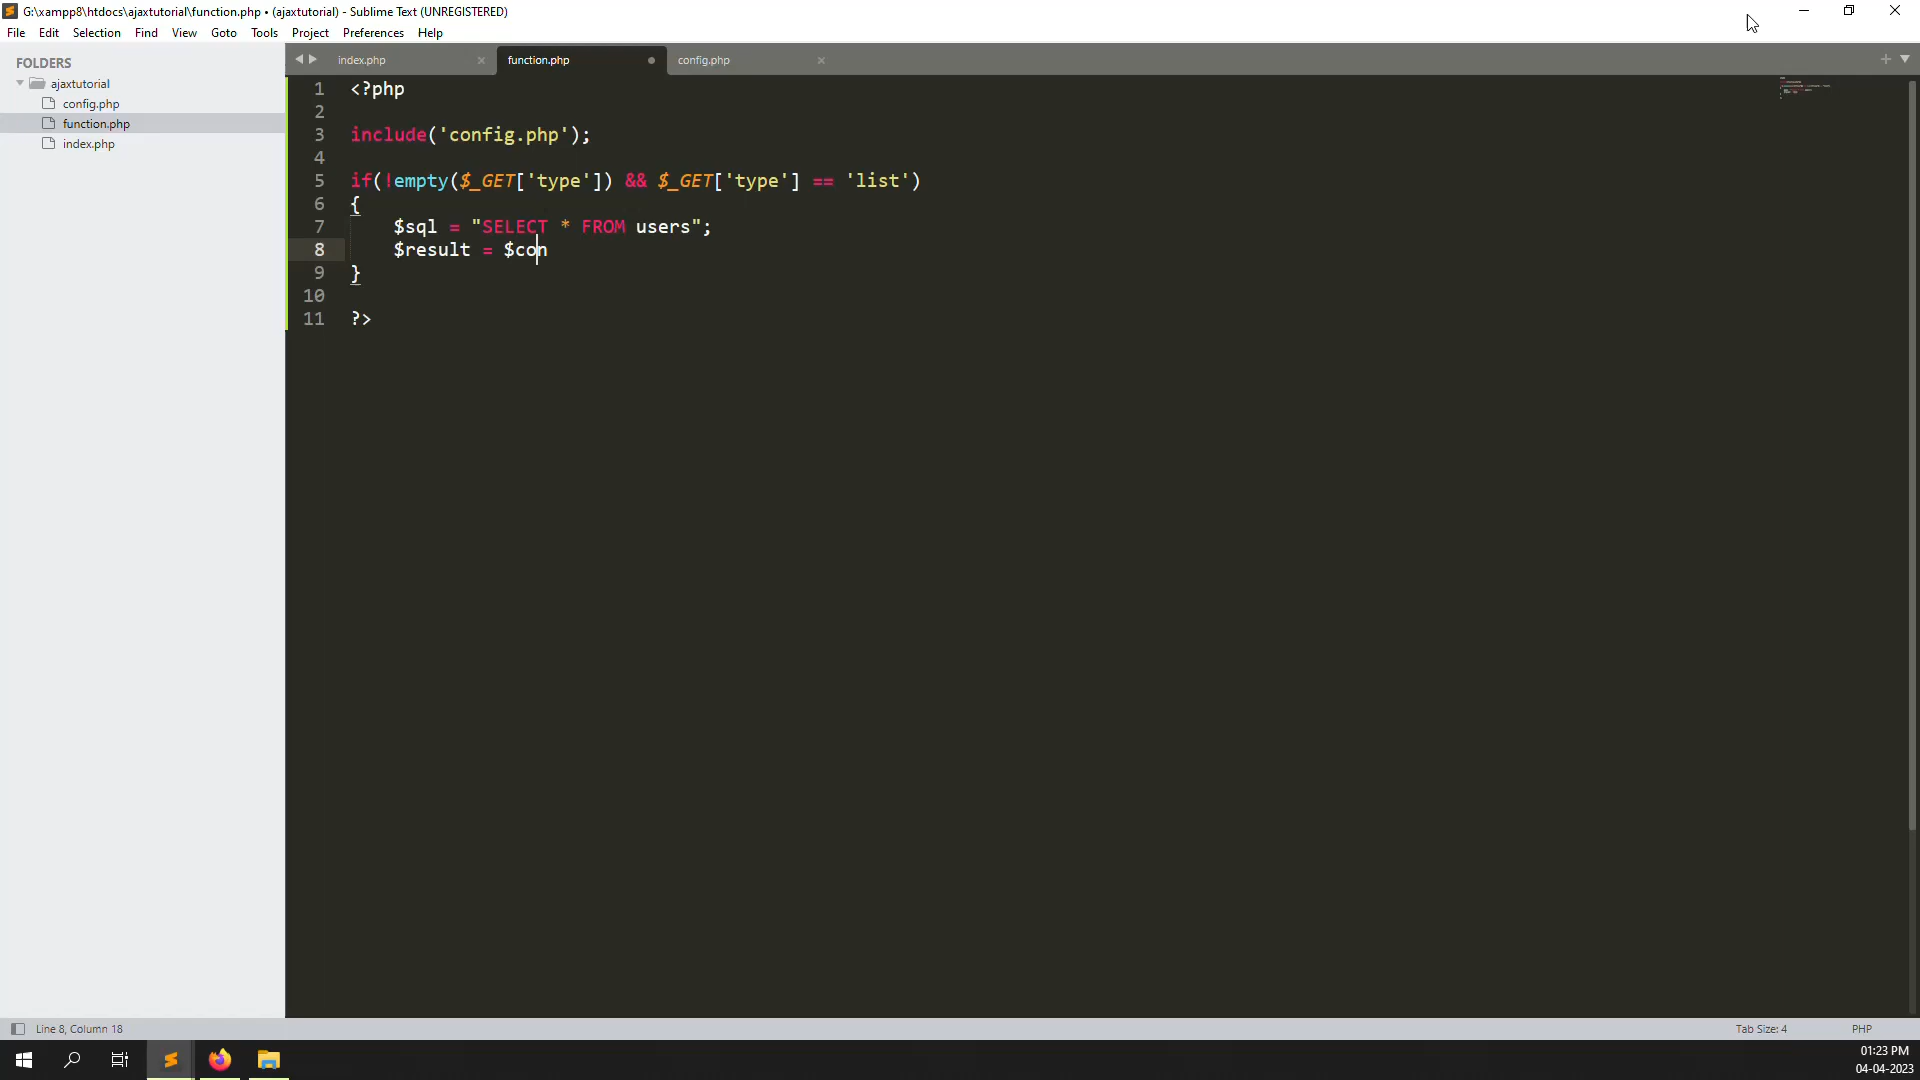 G:\xampp8\htdocs\ajaxtutorial\function.php • (ajaxtutorial) - Sublime Text (UNREGISTERED)
File Edit Selection Find View Goto Tools Project Preferences Help
FOLDERS
ajaxtutorial
config.php
function.php
index.php
index.php function.php config.php
1 <?php
2
3 include('config.php');
4
5 if(!empty($_GET['type']) && $_GET['type'] == 'list')
6 {
7 $sql = "SELECT * FROM users";
8 $result = $con
9 }
10
11 ?>
Line 8, Column 18 Tab Size: 4 PHP
01:23 PM
04-04-2023